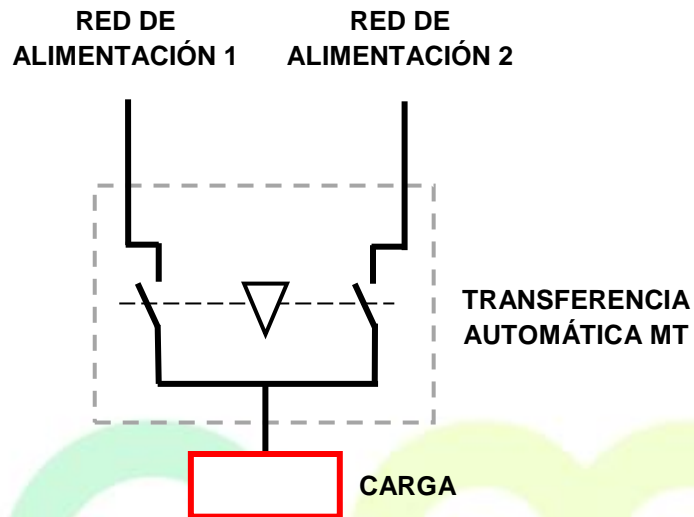 RED DE
ALIMENTACIÓN 1
RED DE
ALIMENTACIÓN 2
TRANSFERENCIA
AUTOMÁTICA MT
CARGA